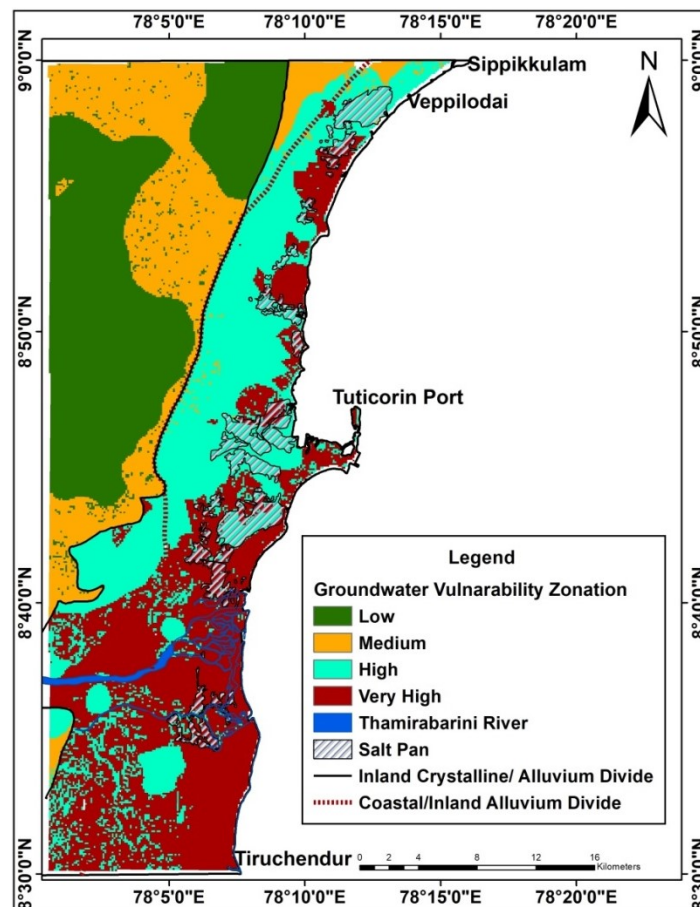 78°5'0"E 78°10'0"E 78°15'0"E 78°20'0"E
9°0'0"N
Sippikkulam
N
9°0'0"N
Veppilodai
8°50'0"N
8°50'0"N
Tuticorin Port
Legend
Groundwater Vulnarability Zonation
Low
Medium
High
Very High
Thamirabarini River
Salt Pan
Inland Crystalline/ Alluvium Divide
Coastal/Inland Alluvium Divide
8°40'0"N
8°40'0"N
Tiruchendur
0 1 2 4 8 12 16
Kilometers
8°30'0"N
8°30'0"N
78°5'0"E 78°10'0"E 78°15'0"E 78°20'0"E